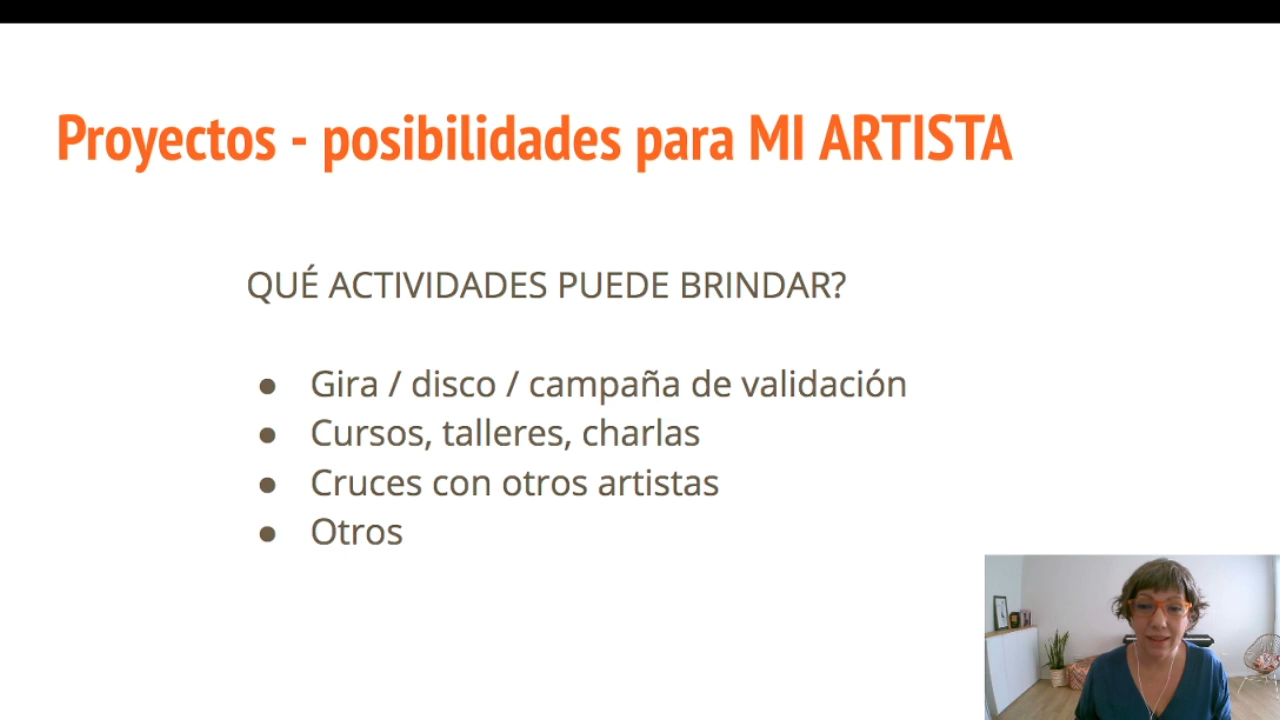 Proyectos - posibilidades para MI ARTISTA
QUÉ ACTIVIDADES PUEDE BRINDAR?
● Gira / disco / campaña de validación
● Cursos, talleres, charlas
● Cruces con otros artistas
● Otros